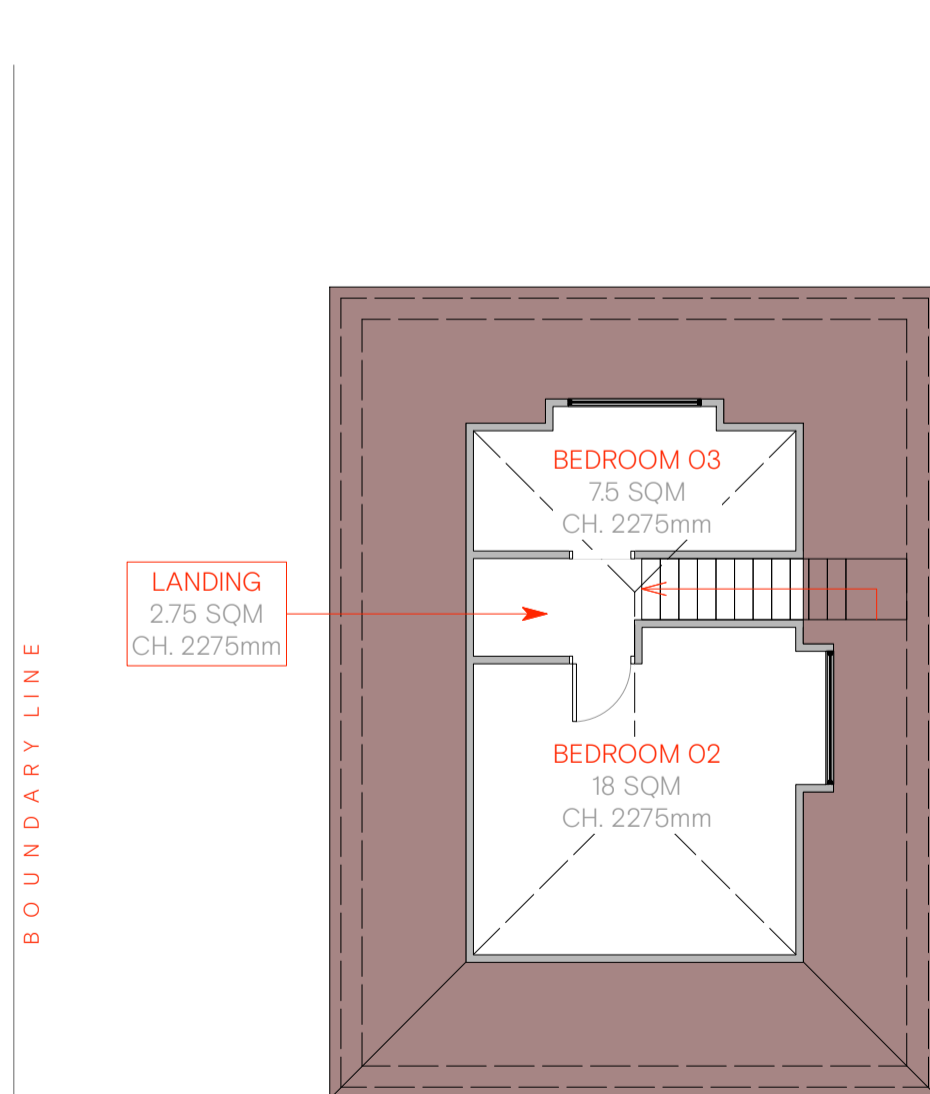 BEDROOM 03
7.5 SQM
CH. 2275mm
LANDING
2.75 SQM
CH. 2275mm
BEDROOM 02
18 SQM
CH. 2275mm
BOUNDARY LINE